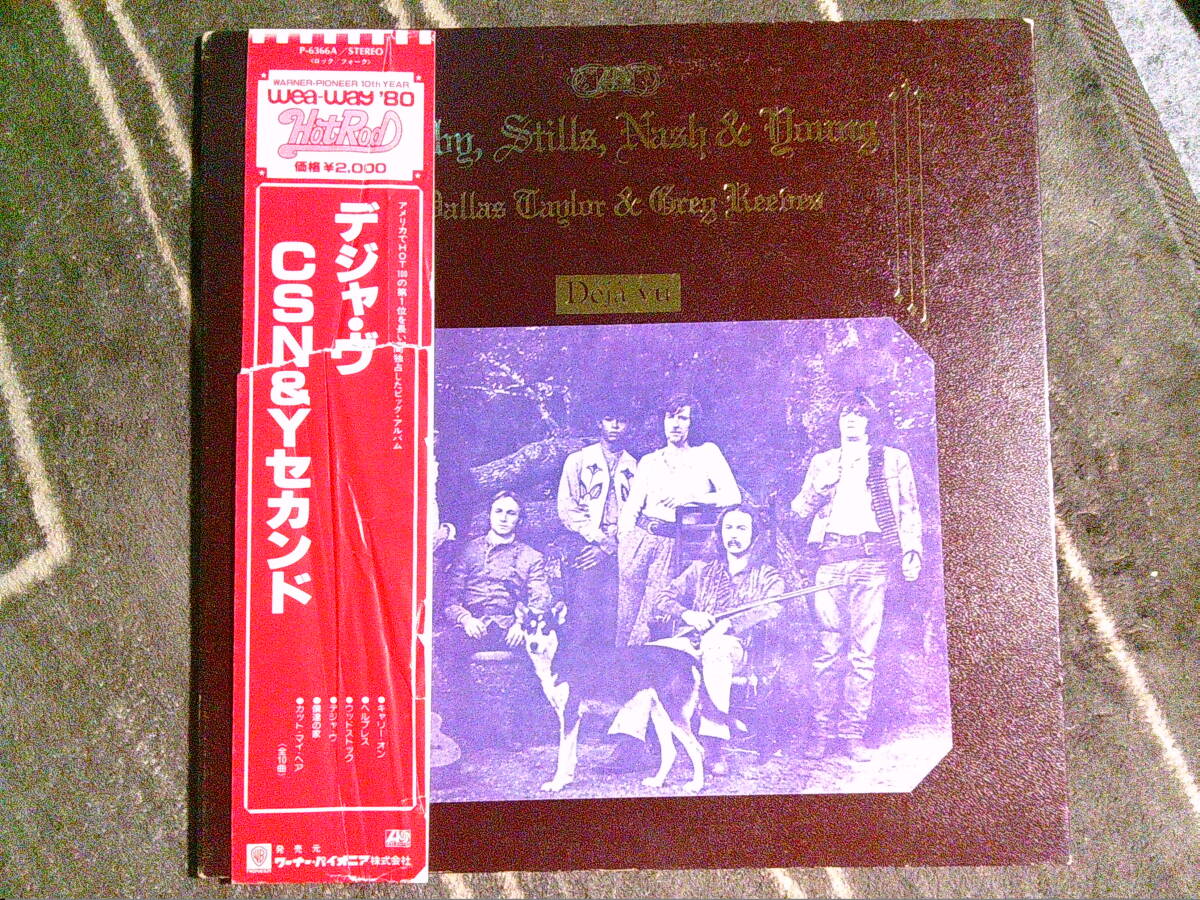 P-6366A／STEREO
〈ロック／フォーク〉
WARNER-PIONEER 10th YEAR
wea-way '80
HotRod
価格¥2,000
アメリカでHOT 100の第1位を長い間独占したビッグ・アルバム
デジャ・ヴ
CSN&Yセカンド
●キャリー・オン
●ヘルプレス
●ウッドストック
●デジャ・ヴ
●僕達の家
●カット・マイ・ヘア
〈全10曲〉
発売元
ワーナー・パイオニア株式会社
by, Stills, Nash & Young
Dallas Taylor & Greg Reeves
Déjà vu